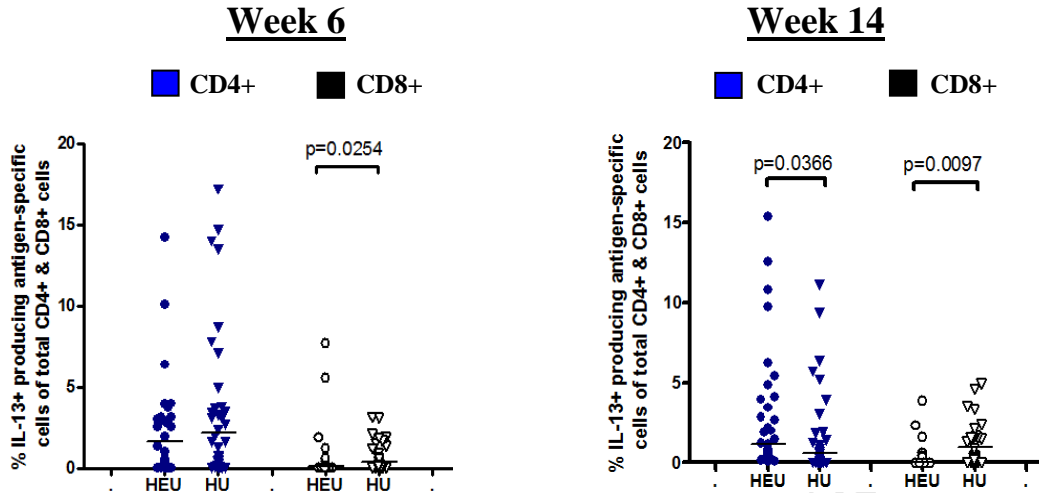 Week 6
CD4+ CD8+
% IL-13+ producing antigen-specific
cells of total CD4+ & CD8+ cells
20
15
10
5
0
p=0.0254
. HEU HU . HEU HU .
Week 14
CD4+ CD8+
% IL-13+ producing antigen-specific
cells of total CD4+ & CD8+ cells
20
15
10
5
0
p=0.0366 p=0.0097
. HEU HU . HEU HU .